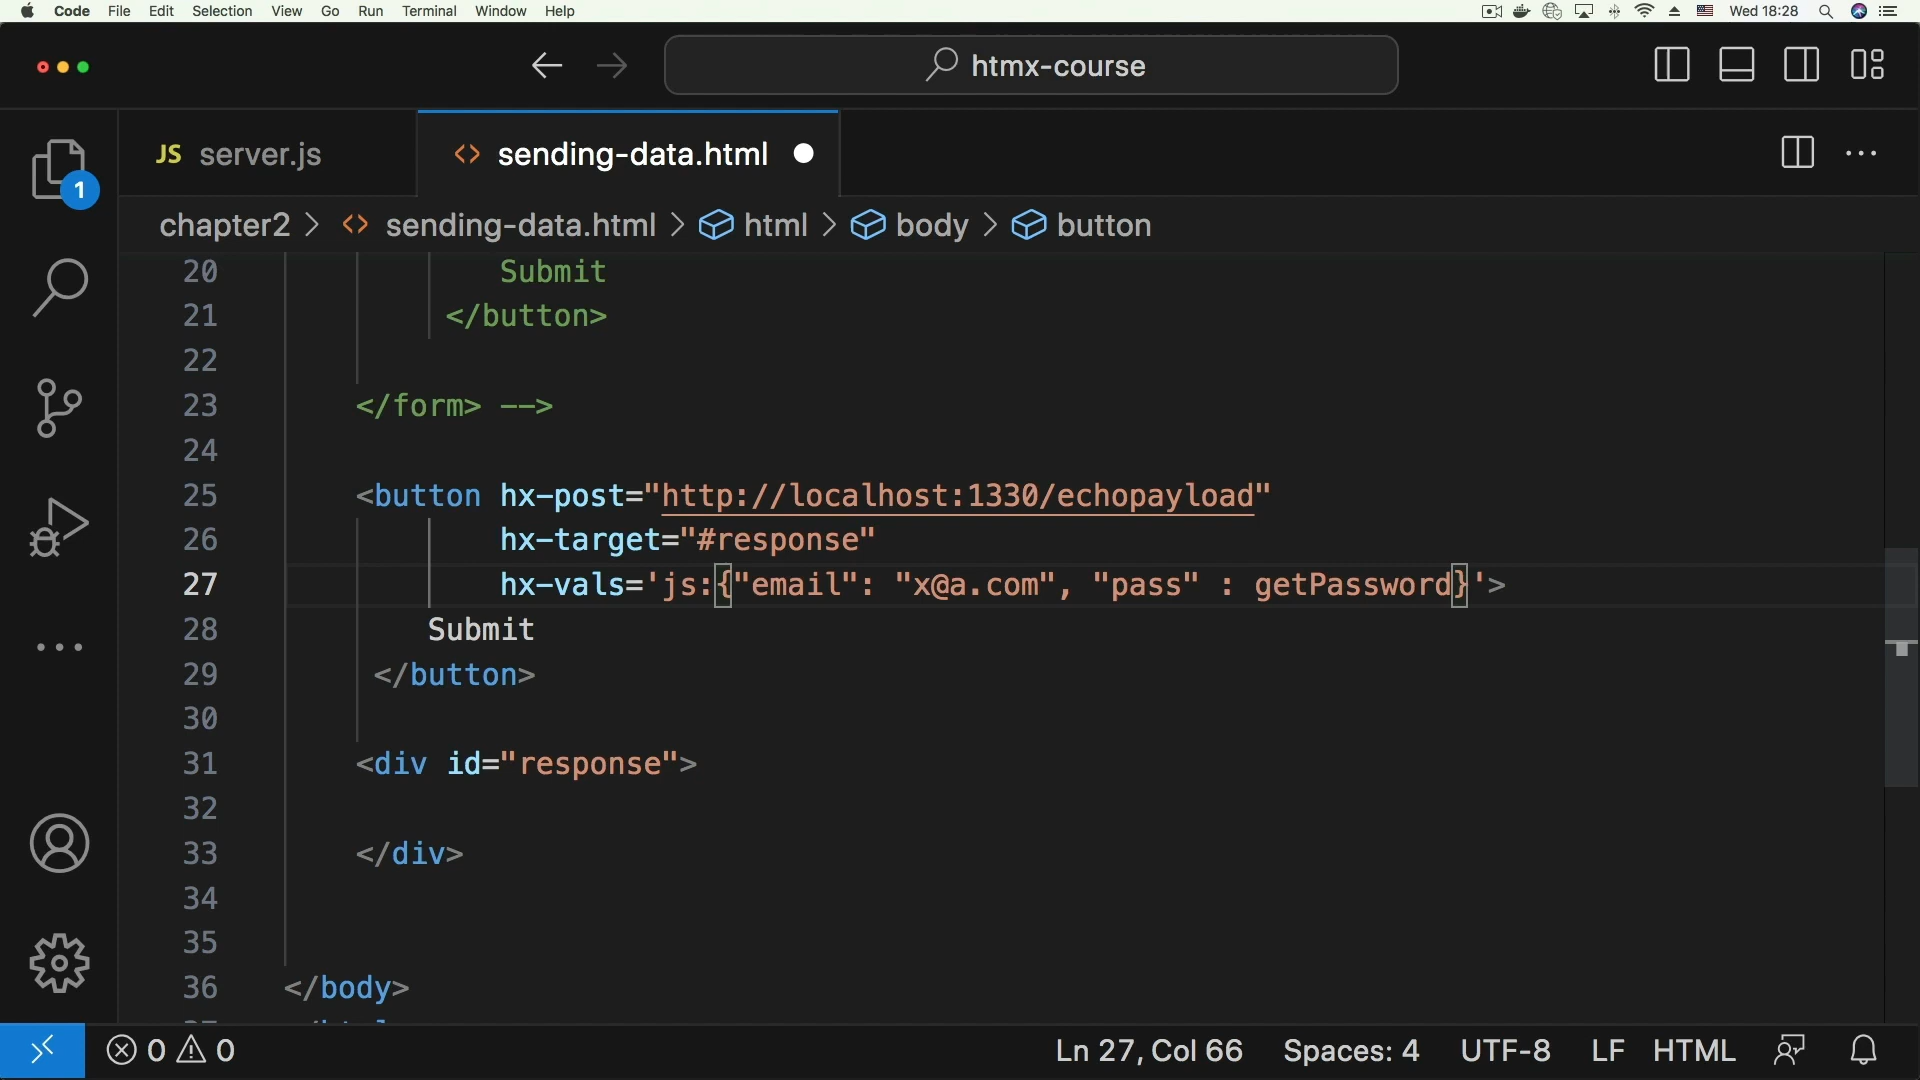 Code File Edit Selection View Go Run Terminal Window Help Wed 18:28
htmx-course
JS server.js <> sending-data.html
1
chapter2 > <> sending-data.html > html > body > button
20 Submit
21 </button>
22
23 </form> -->
24
25 <button hx-post="http://localhost:1330/echopayload"
26 hx-target="#response"
27 hx-vals='js:{"email": "x@a.com", "pass" : getPassword}'>
28 Submit
29 </button>
30
31 <div id="response">
32
33 </div>
34
35
36 </body>
0 0 Ln 27, Col 66 Spaces: 4 UTF-8 LF HTML